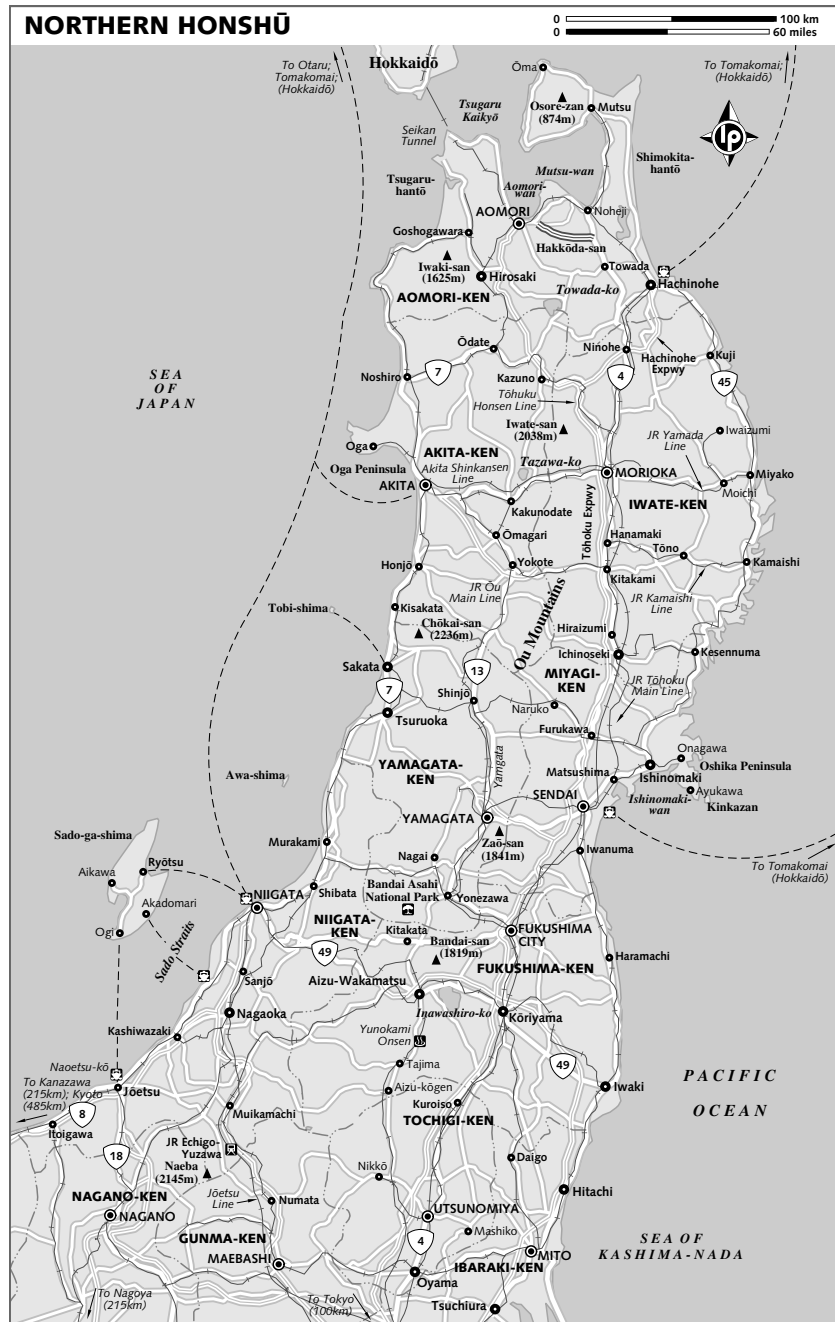 NORTHERN HONSHŪ
0 100 km
0 60 miles
To Otaru;
Tomakomai;
(Hokkaidō)
Hokkaidō
Ōma
To Tomakomai;
(Hokkaidō)
Tsugaru
Kaikyō
Osore-zan
(874m)
Mutsu
lp
Seikan
Tunnel
Shimokita-
hantō
Mutsu-wan
Tsugaru-
hantō
Aomori-
wan
AOMORI
Noheji
Goshogawara
Hakkōda-san
Iwaki-san
(1625m)
Hirosaki
Towada
Hachinohe
AOMORI-KEN
Towada-ko
Ōdate
Ninohe
Hachinohe
Expwy
Kuji
SEA
OF
JAPAN
Noshiro
7
Kazuno
4
45
Tōhuku
Honsen Line
Iwate-san
(2038m)
JR Yamada
Line
Iwaizumi
Oga
AKITA-KEN
Tazawa-ko
Oga Peninsula
Akita Shinkansen
Line
AKITA
MORIOKA
Miyako
Moichi
Kakunodate
IWATE-KEN
Tōhoku Expwy
Ōmagari
Hanamaki
Tōno
Honjō
Yokote
Kitakami
Kamaishi
JR Ōu
Main Line
JR Kamaishi
Line
Tobi-shima
Kisakata
Chōkai-san
(2236m)
Ou Mountains
Hiraizumi
Ichinoseki
Kesennuma
Sakata
13
MIYAGI-
KEN
JR Tōhoku
Main Line
7
Shinjō
Naruko
Tsuruoka
Furukawa
Onagawa
YAMAGATA-
KEN
Yamgata
Matsushima
Ishinomaki
Oshika Peninsula
Awa-shima
SENDAI
Ayukawa
Ishinomaki-
wan
Kinkazan
YAMAGATA
Sado-ga-shima
Murakami
Zaō-san
(1841m)
Iwanuma
Ryōtsu
Nagai
To Tomakomai
(Hokkaidō)
Aikawa
Shibata
Bandai Asahi
National Park
Yonezawa
Akadomari
NIIGATA
NIIGATA-
KEN
FUKUSHIMA
CITY
Ogi
Kitakata
Bandai-san
(1819m)
Sado Straits
49
Haramachi
Sanjō
Aizu-Wakamatsu
FUKUSHIMA-KEN
Nagaoka
Inawashiro-ko
Kōriyama
Kashiwazaki
Yunokami
Onsen
Naoetsu-kō
Tajima
49
To Kanazawa
(215km); Kyoto
(485km)
Jōetsu
Aizu-kōgen
Iwaki
PACIFIC
OCEAN
8
Muikamachi
Kuroiso
TOCHIGI-KEN
Itoigawa
18
JR Echigo-
Yuzawa
Naeba
(2145m)
Daigo
Nikkō
NAGANO-KEN
Jōetsu
Line
Numata
Hitachi
NAGANO
UTSUNOMIYA
GUNMA-KEN
4
Mashiko
SEA OF
KASHIMA-NADA
MAEBASHI
IBARAKI-KEN
MITO
Oyama
To Nagoya
(215km)
To Tokyo
(100km)
Tsuchiura